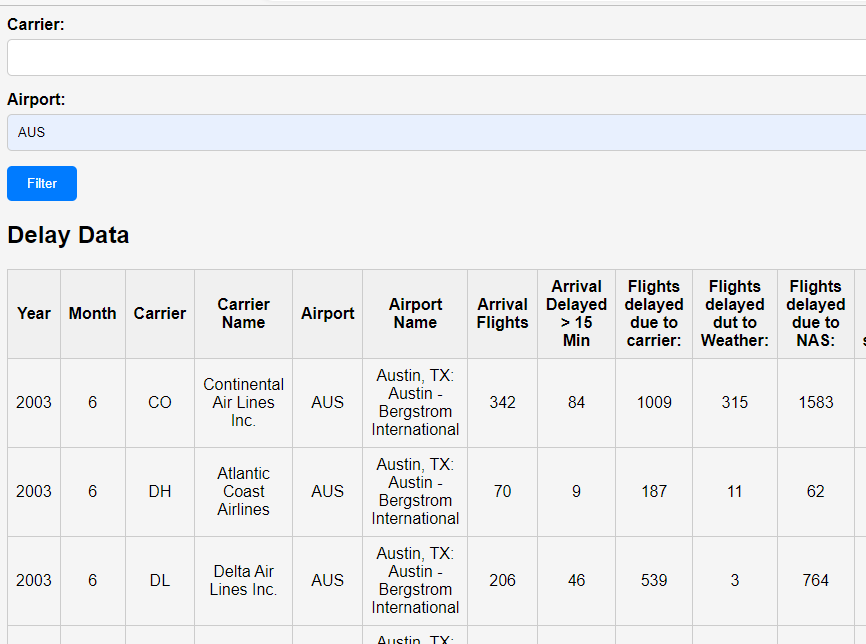 Carrier:
Airport:
AUS
Filter
Delay Data
Year Month Carrier Carrier Name Airport Airport Name Arrival Flights Arrival Delayed > 15 Min Flights delayed due to carrier: Flights delayed dut to Weather: Flights delayed due to NAS:
2003 6 CO Continental Air Lines Inc. AUS Austin, TX: Austin - Bergstrom International 342 84 1009 315 1583
2003 6 DH Atlantic Coast Airlines AUS Austin, TX: Austin - Bergstrom International 70 9 187 11 62
2003 6 DL Delta Air Lines Inc. AUS Austin, TX: Austin - Bergstrom International 206 46 539 3 764
Austin, TX: